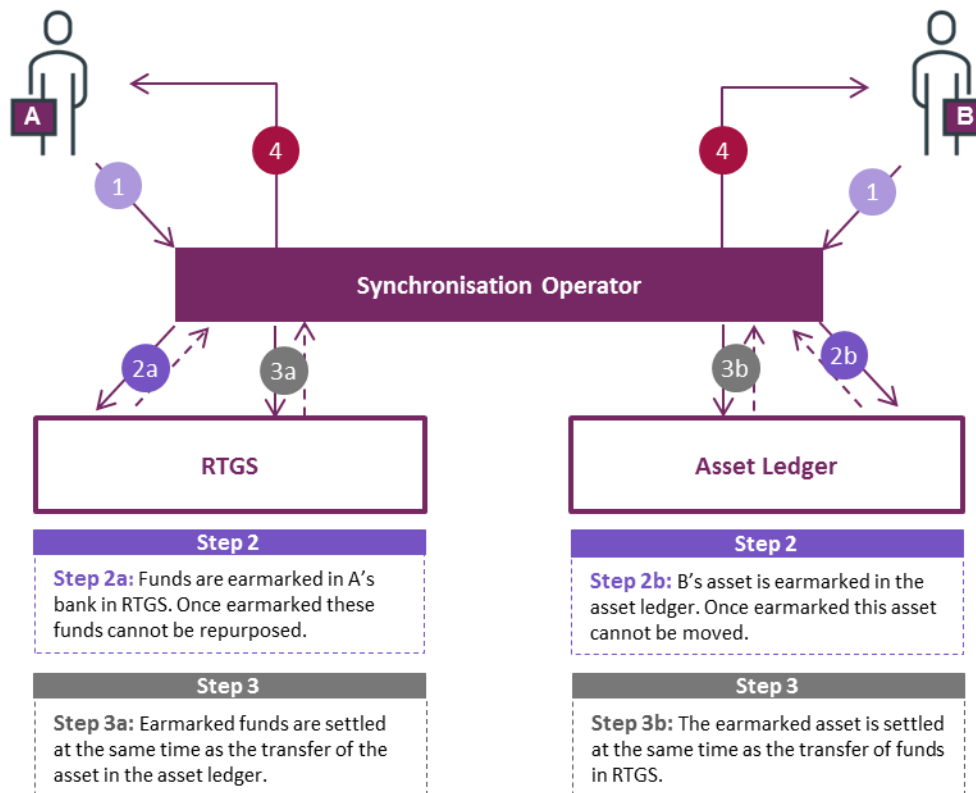 A
B
4
4
1
1
Synchronisation Operator
2a
3a
3b
2b
RTGS
Asset Ledger
Step 2
Step 2a: Funds are earmarked in A's
bank in RTGS. Once earmarked these
funds cannot be repurposed.
Step 2
Step 2b: B's asset is earmarked in the
asset ledger. Once earmarked this asset
cannot be moved.
Step 3
Step 3a: Earmarked funds are settled
at the same time as the transfer of the
asset in the asset ledger.
Step 3
Step 3b: The earmarked asset is settled
at the same time as the transfer of funds
in RTGS.